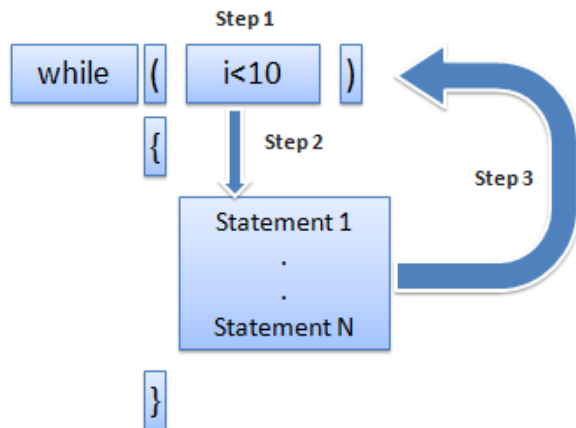 Step 1
while ( i<10 )
{
Step 2
Step 3
Statement 1
.
.
Statement N
}